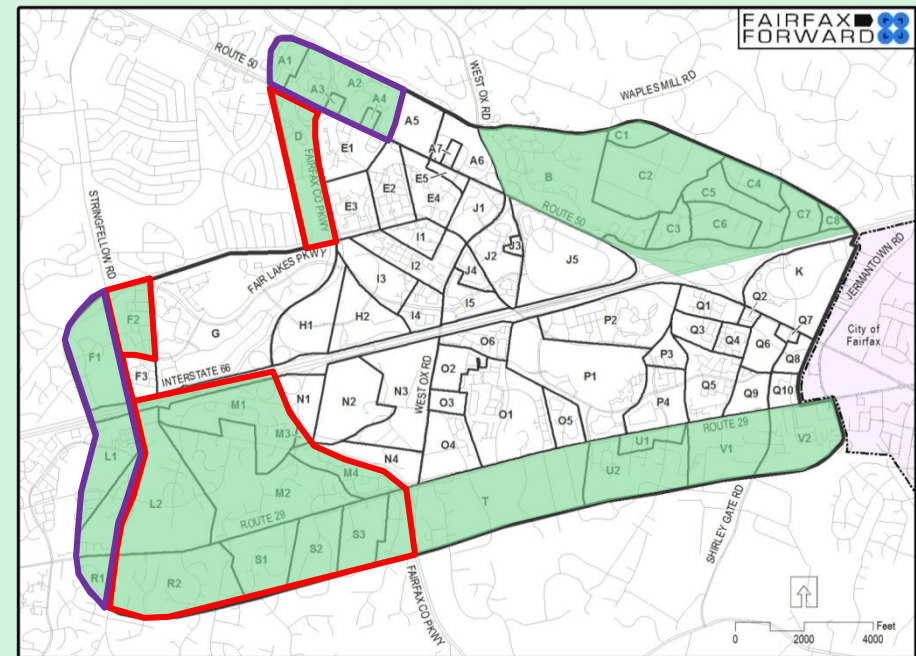 FAIRFAX
FORWARD
ROUTE 50
A1
A2
A3
A4
A5
A7
A6
WEST OX RD
WAPLES MILL RD
C1
C2
C3
C4
C5
C6
C7
C8
B
ROUTE 50
D
FAIRFAX CO PKWY
E1
E2
E3
E4
E5
STRINGFELLOW RD
FAIR LAKES PKWY
I1
I2
I3
I4
I5
J1
J2
J3
J4
J5
K
JERMANTOWN RD
City of
Fairfax
F1
F2
F3
G
H1
H2
INTERSTATE 66
WEST OX RD
O6
O2
O3
O4
O1
O5
P2
P1
P3
P4
Q1
Q2
Q3
Q4
Q5
Q6
Q7
Q8
Q9
Q10
N1
N2
N3
N4
M1
M3
M2
M4
L1
L2
ROUTE 29
R1
R2
S1
S2
S3
T
U1
U2
V1
V2
ROUTE 29
SHIRLEY GATE RD
FAIRFAX CO PKWY
Feet
0 2000 4000